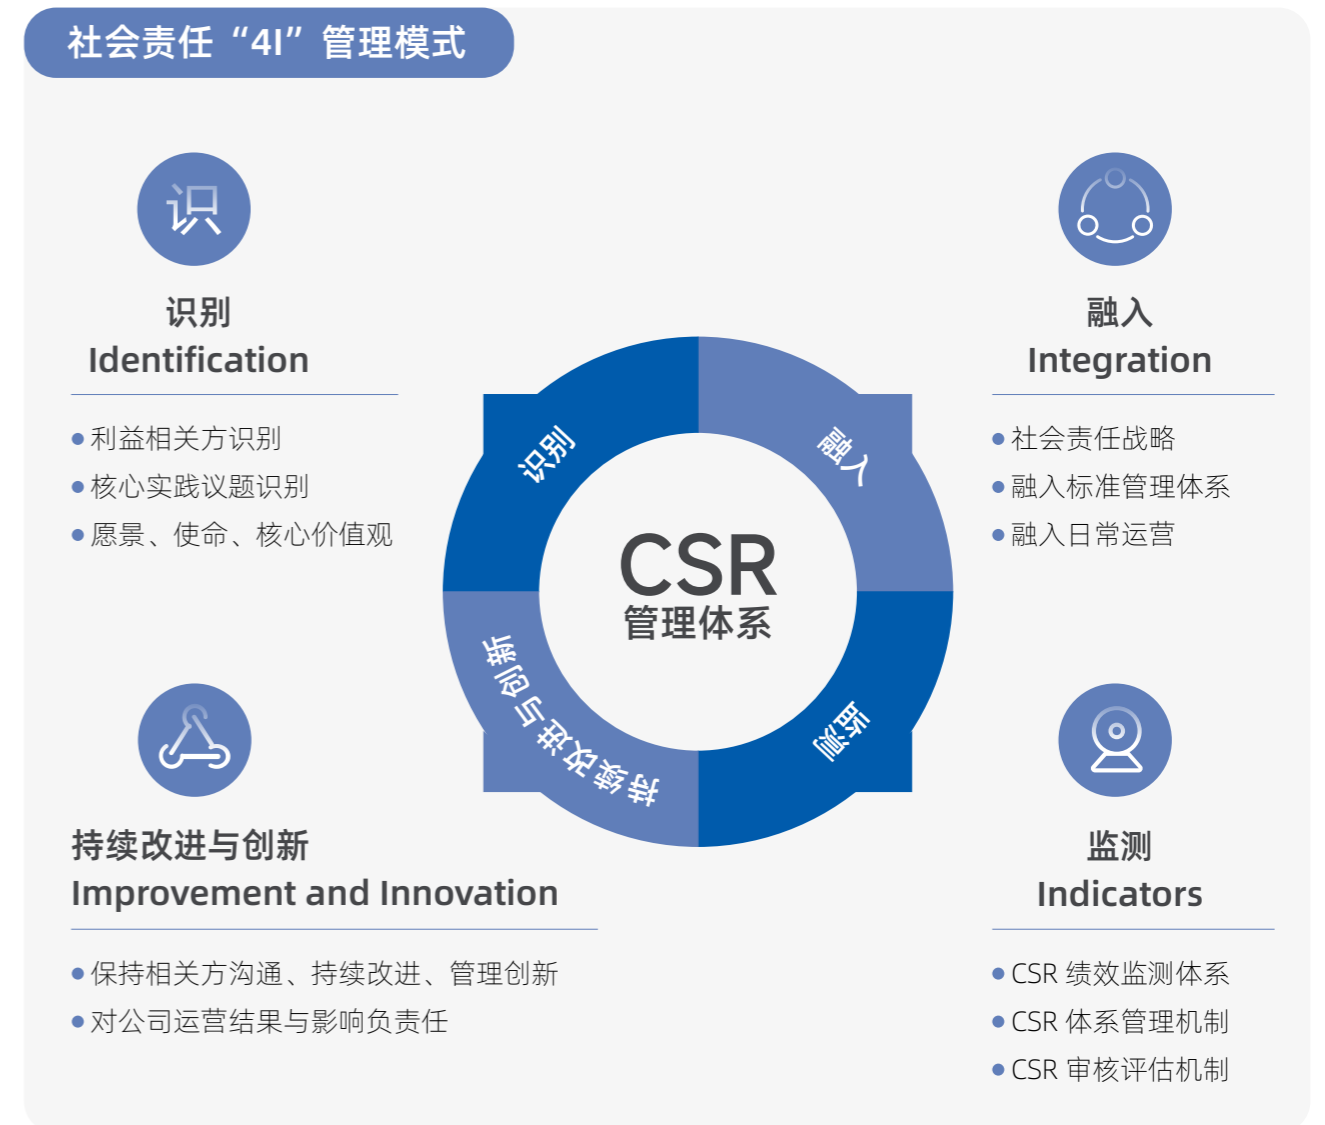 社会责任“4I”管理模式
识
识别
Identification
利益相关方识别
核心实践议题识别
愿景、使命、核心价值观
融入
Integration
社会责任战略
融入标准管理体系
融入日常运营
识别
融入
CSR
管理体系
持续改进与创新
监测
持续改进与创新
Improvement and Innovation
保持相关方沟通、持续改进、管理创新
对公司运营结果与影响负责任
监测
Indicators
CSR 绩效监测体系
CSR 体系管理机制
CSR 审核评估机制